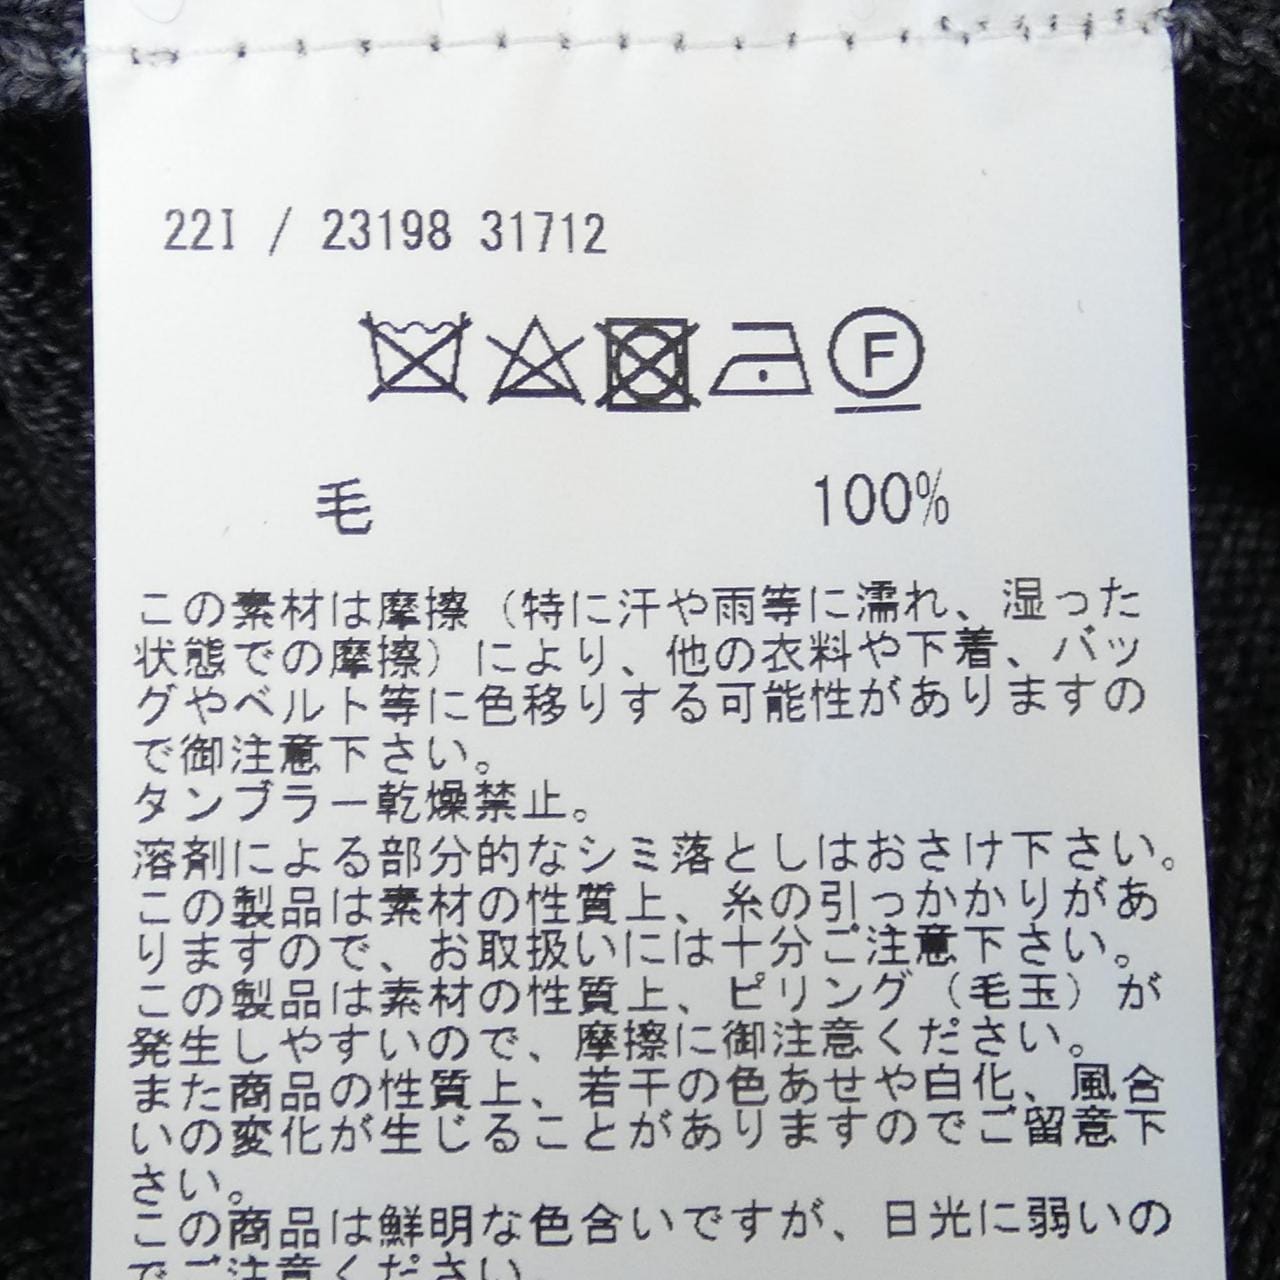 22I / 23198 31712
F
毛 100%
この素材は摩擦（特に汗や雨等に濡れ、湿った
状態での摩擦）により、他の衣料や下着、バッ
グやベルト等に色移りする可能性がありますの
で御注意下さい。
タンブラー乾燥禁止。
溶剤による部分的なシミ落としはおさけ下さい。
この製品は素材の性質上、糸の引っかかりがあ
りますので、お取扱いには十分ご注意下さい。
この製品は素材の性質上、ピリング（毛玉）が
発生しやすいので、摩擦に御注意ください。
また商品の性質上、若干の色あせや白化、風合
いの変化が生じることがありますのでご留意下
さい。
この商品は鮮明な色合いですが、日光に弱いの
でご注意ください。